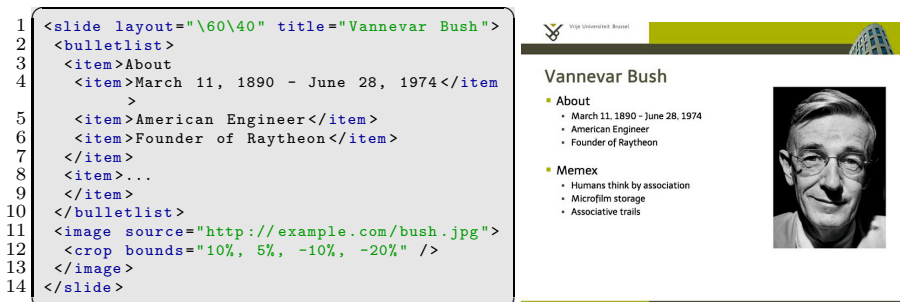 1 <slide layout="\60\40" title="Vannevar Bush">
2 <bulletlist>
3 <item>About
4 <item>March 11, 1890 - June 28, 1974</item
>
5 <item>American Engineer</item>
6 <item>Founder of Raytheon</item>
7 </item>
8 <item>...
9 </item>
10 </bulletlist>
11 <image source="http://example.com/bush.jpg">
12 <crop bounds="10%, 5%, -10%, -20%" />
13 </image>
14 </slide>
Vrije Universiteit Brussel
Vannevar Bush
▪ About
▪ March 11, 1890 – June 28, 1974
▪ American Engineer
▪ Founder of Raytheon
▪ Memex
▪ Humans think by association
▪ Microfilm storage
▪ Associative trails